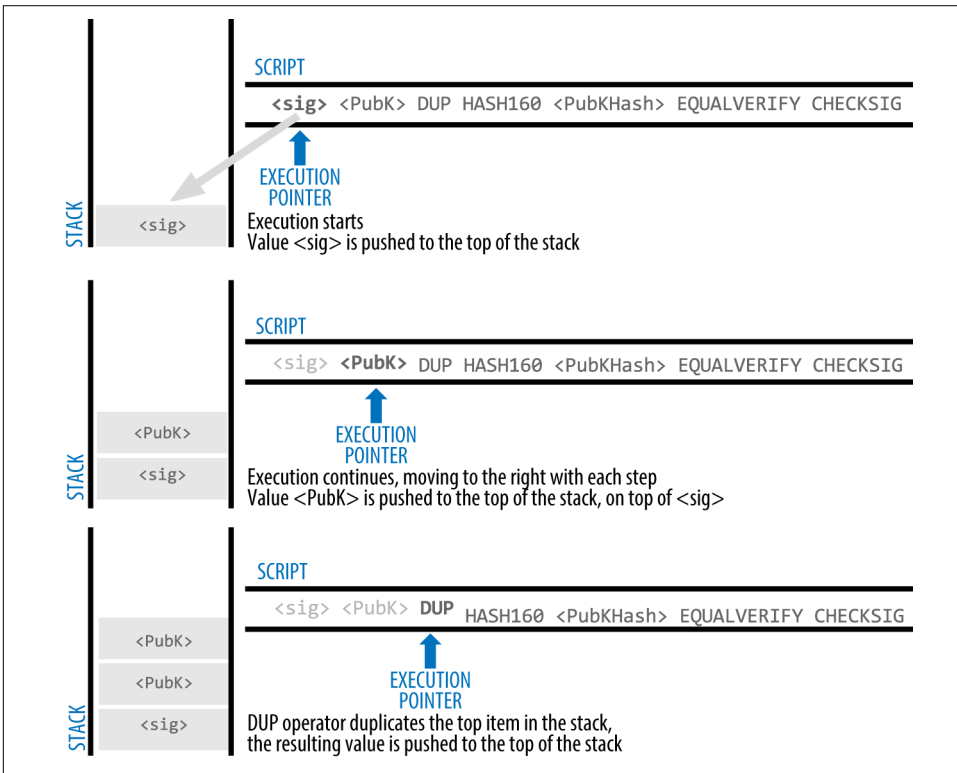 SCRIPT
<sig> <PubK> DUP HASH160 <PubKHash> EQUALVERIFY CHECKSIG
EXECUTION
POINTER
STACK
<sig>
Execution starts
Value <sig> is pushed to the top of the stack
SCRIPT
<sig> <PubK> DUP HASH160 <PubKHash> EQUALVERIFY CHECKSIG
EXECUTION
POINTER
STACK
<PubK>
<sig>
Execution continues, moving to the right with each step
Value <PubK> is pushed to the top of the stack, on top of <sig>
SCRIPT
<sig> <PubK> DUP HASH160 <PubKHash> EQUALVERIFY CHECKSIG
EXECUTION
POINTER
STACK
<PubK>
<PubK>
<sig>
DUP operator duplicates the top item in the stack,
the resulting value is pushed to the top of the stack